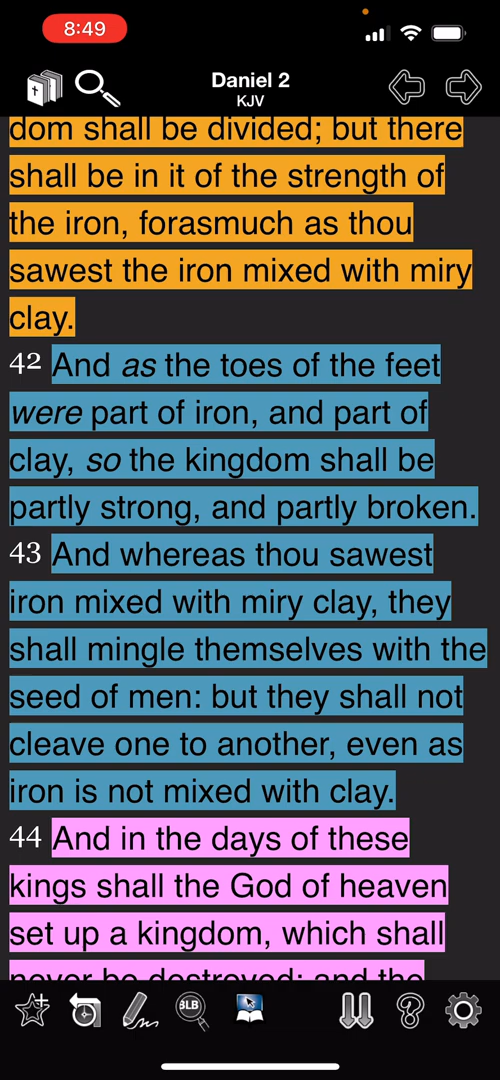 8:49
Daniel 2
KJV
dom shall be divided; but there
shall be in it of the strength of
the iron, forasmuch as thou
sawest the iron mixed with miry
clay.
42 And as the toes of the feet
were part of iron, and part of
clay, so the kingdom shall be
partly strong, and partly broken.
43 And whereas thou sawest
iron mixed with miry clay, they
shall mingle themselves with the
seed of men: but they shall not
cleave one to another, even as
iron is not mixed with clay.
44 And in the days of these
kings shall the God of heaven
set up a kingdom, which shall
never be destroyed: and the
BLB